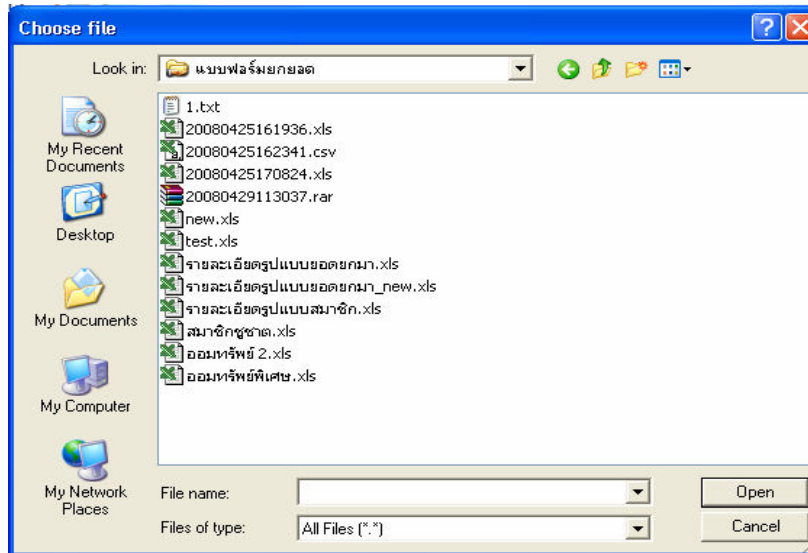 Choose file
Look in: แบบฟอร์มยกยอด
My Recent Documents
Desktop
My Documents
My Computer
My Network Places
1.txt
20080425161936.xls
20080425162341.csv
20080425170824.xls
20080429113037.rar
new.xls
test.xls
รายละเอียดรูปแบบยอดยกมา.xls
รายละเอียดรูปแบบยอดยกมา_new.xls
รายละเอียดรูปแบบสมาชิก.xls
สมาชิกชูชาต.xls
ออมทรัพย์ 2.xls
ออมทรัพย์พิเศษ.xls
File name:
Open
Files of type: All Files (*.*)
Cancel